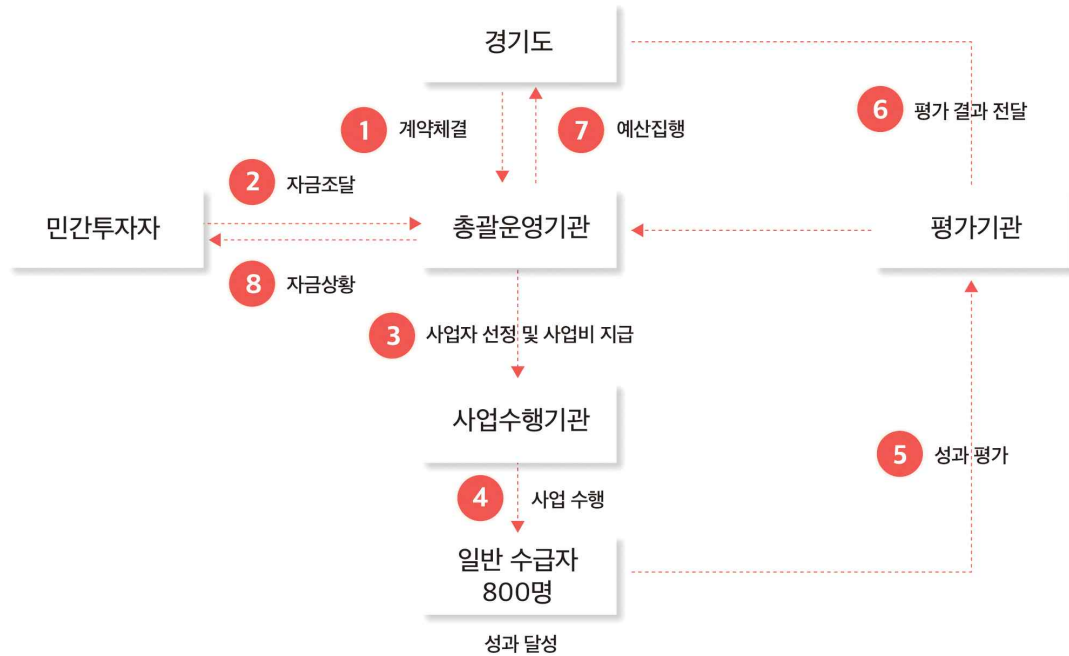 경기도
1 계약체결
7 예산집행
6 평가 결과 전달
2 자금조달
민간투자자
총괄운영기관
평가기관
8 자금상황
3 사업자 선정 및 사업비 지급
사업수행기관
5 성과 평가
4 사업 수행
일반 수급자
800명
성과 달성